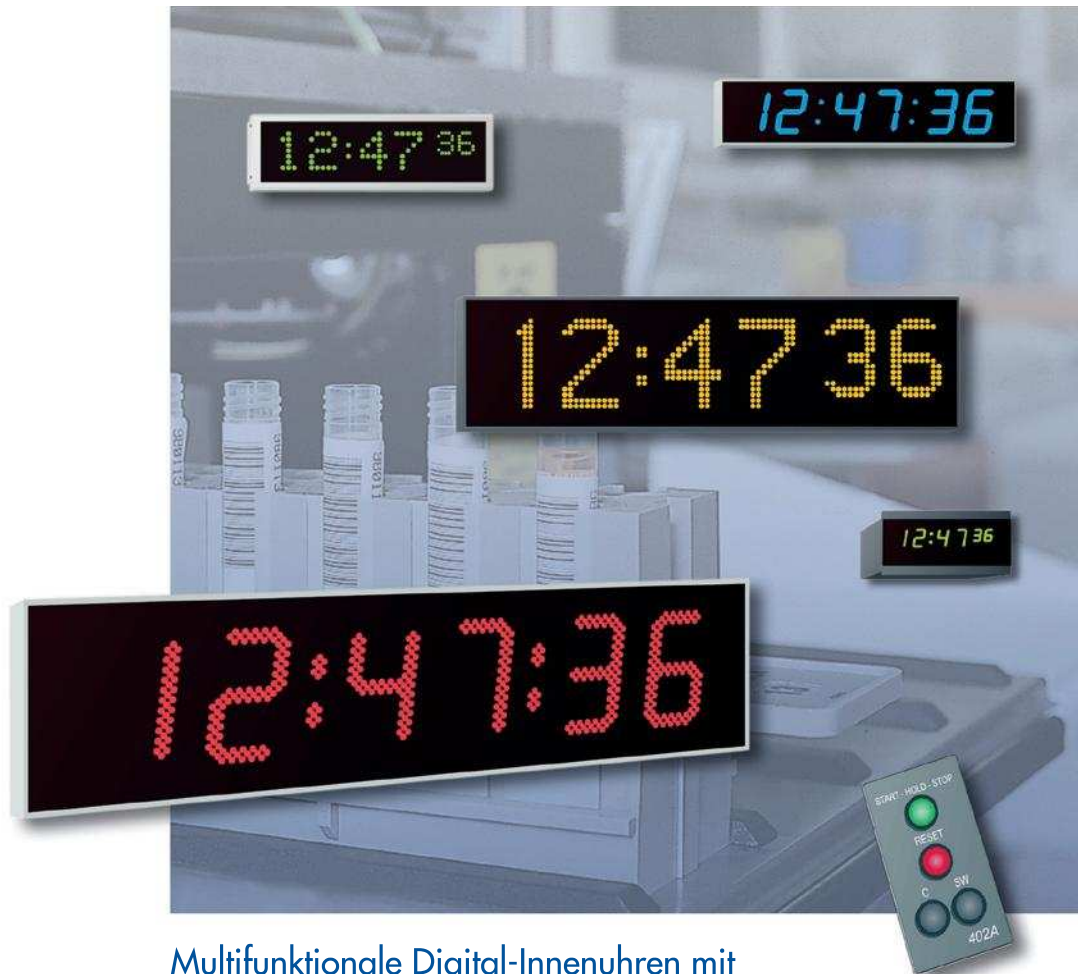 12:47 36
12:47:36
12:47 36
12:47 36
12:47:36
START - HOLD - STOP
RESET
C SW
402A
Multifunktionale Digital-Innenuhren mit